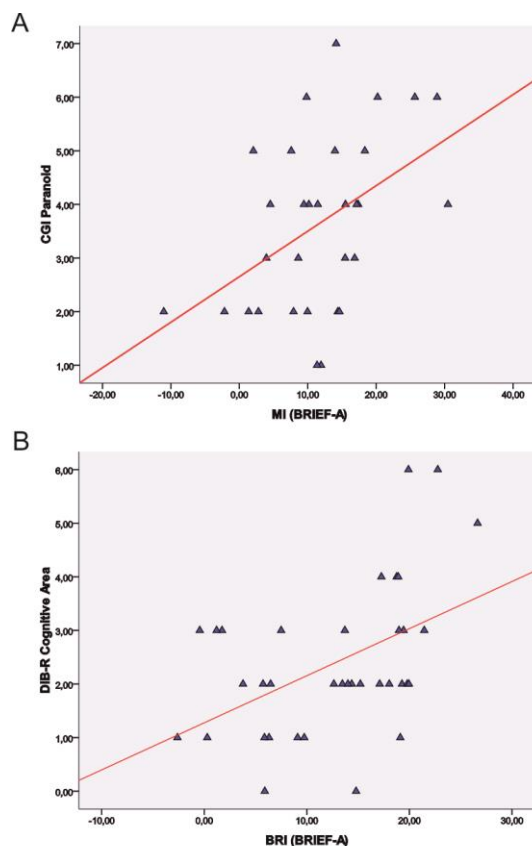 A
7,00
6,00
5,00
4,00
3,00
2,00
1,00
CGI Paranoid
-20,00 -10,00 0,00 10,00 20,00 30,00 40,00
MI (BRIEF-A)
B
6,00
5,00
4,00
3,00
2,00
1,00
0,00
DIB-R Cognitive Area
-10,00 0,00 10,00 20,00 30,00
BRI (BRIEF-A)